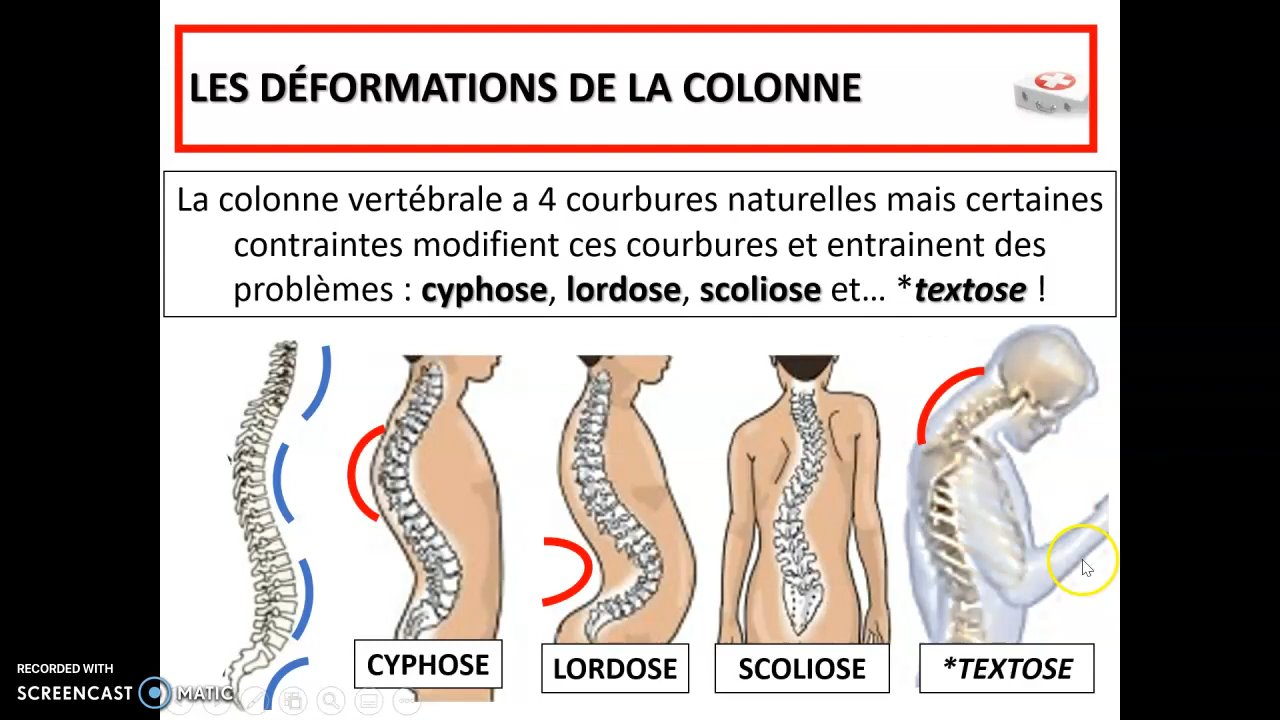 LES DÉFORMATIONS DE LA COLONNE
La colonne vertébrale a 4 courbures naturelles mais certaines
contraintes modifient ces courbures et entrainent des
problèmes : cyphose, lordose, scoliose et... *textose !
CYPHOSE
LORDOSE
SCOLIOSE
*TEXTOSE
RECORDED WITH
SCREENCAST MATIC